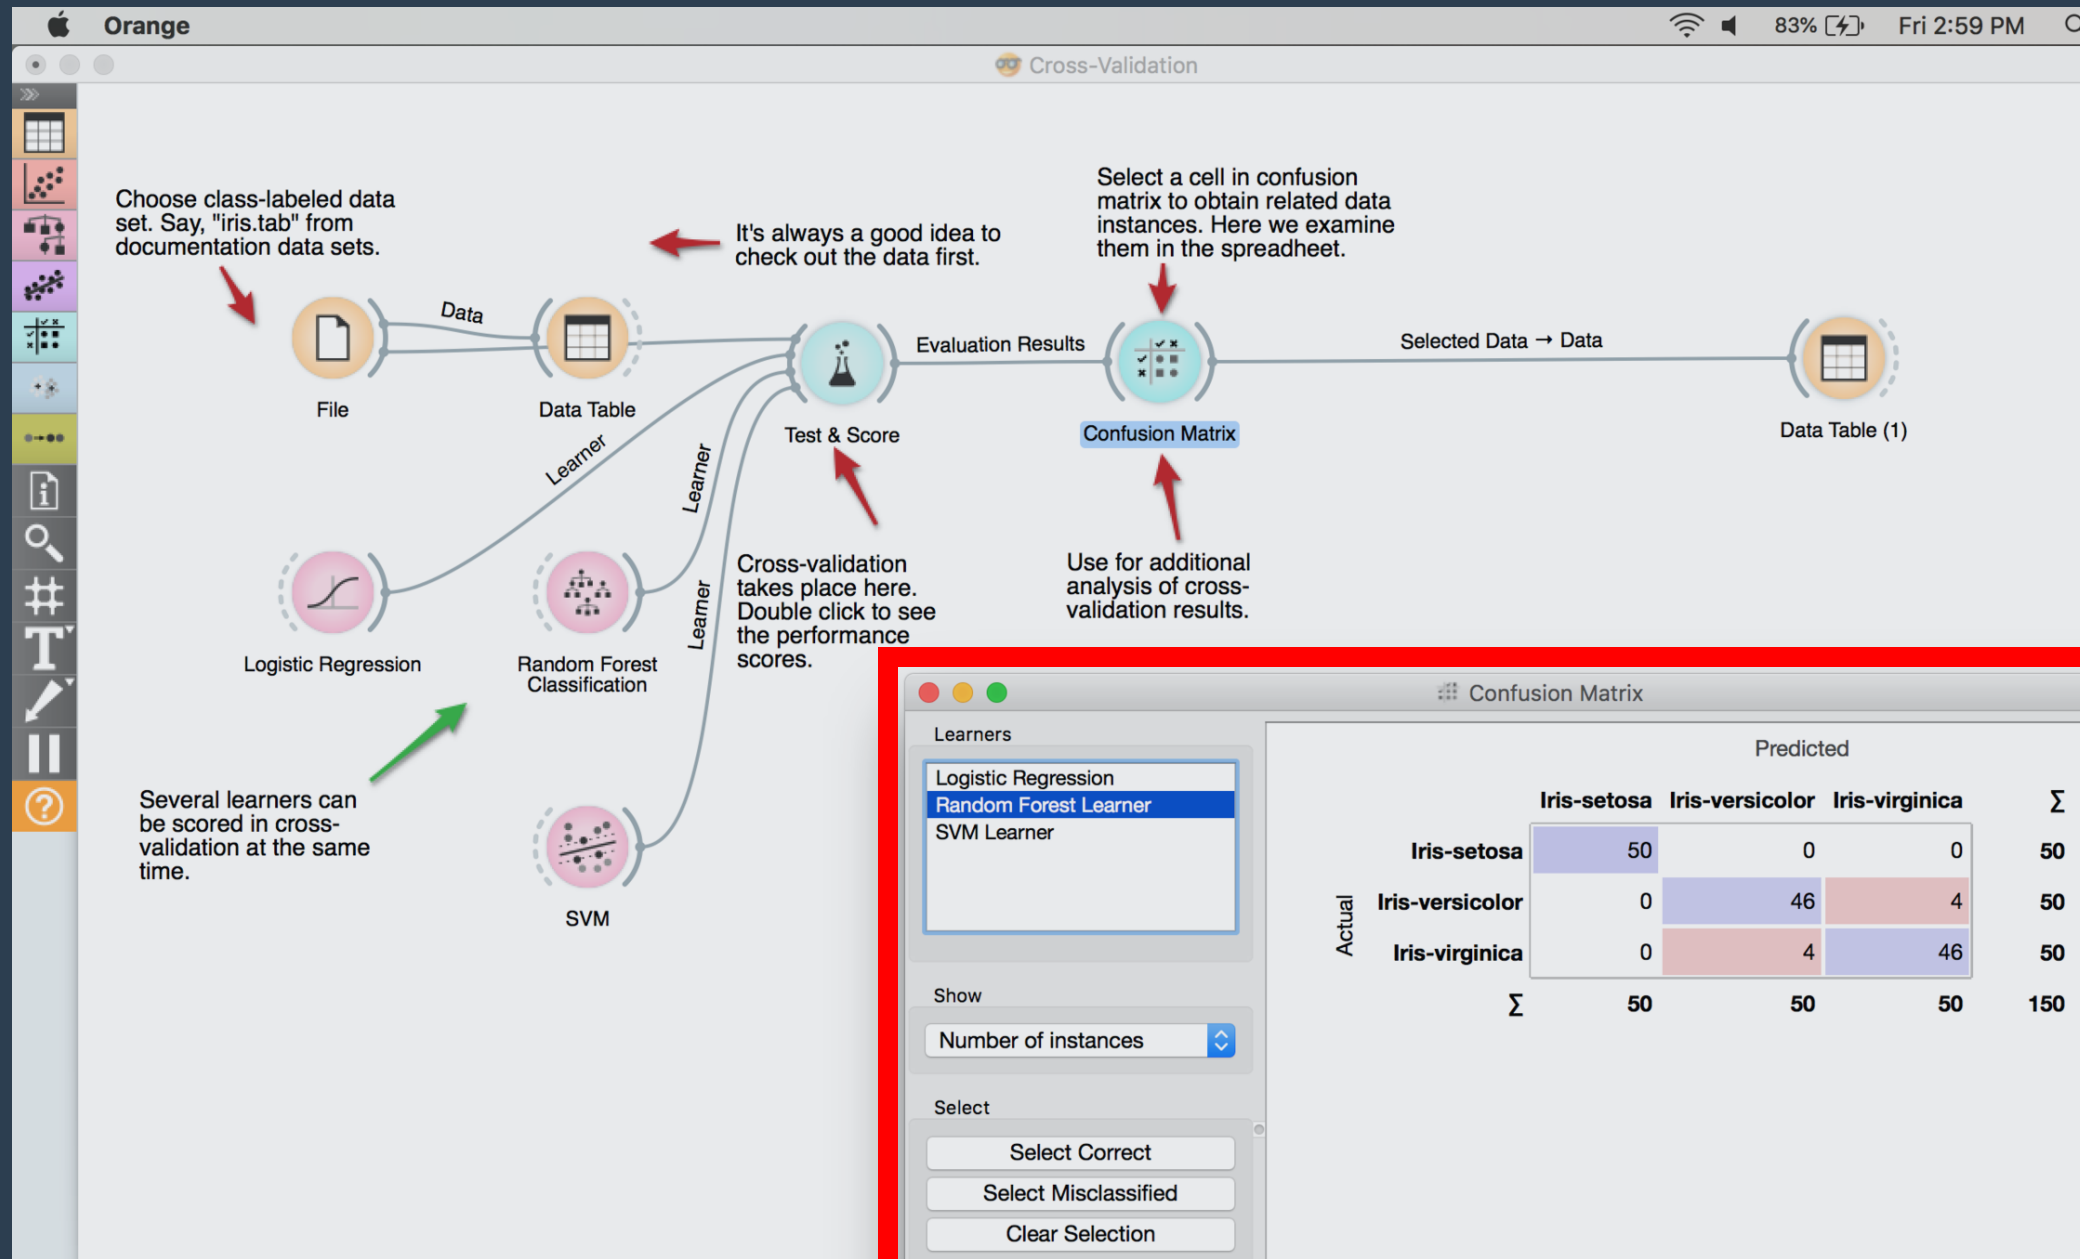 Orange
83%
Fri 2:59 PM
Cross-Validation
Choose class-labeled data
set. Say, "iris.tab" from
documentation data sets.
It's always a good idea to
check out the data first.
Select a cell in confusion
matrix to obtain related data
instances. Here we examine
them in the spreadheet.
Data
Evaluation Results
Selected Data → Data
File
Data Table
Test & Score
Confusion Matrix
Data Table (1)
Learner
Learner
Learner
Logistic Regression
Random Forest
Classification
Cross-validation
takes place here.
Double click to see
the performance
scores.
Use for additional
analysis of cross-
validation results.
Several learners can
be scored in cross-
validation at the same
time.
SVM
Confusion Matrix
Learners
Logistic Regression
Random Forest Learner
SVM Learner
Show
Number of instances
Select
Select Correct
Select Misclassified
Clear Selection
Predicted
Iris-setosa Iris-versicolor Iris-virginica Σ
Actual
Iris-setosa 50 0 0 50
Iris-versicolor 0 46 4 50
Iris-virginica 0 4 46 50
Σ 50 50 50 150